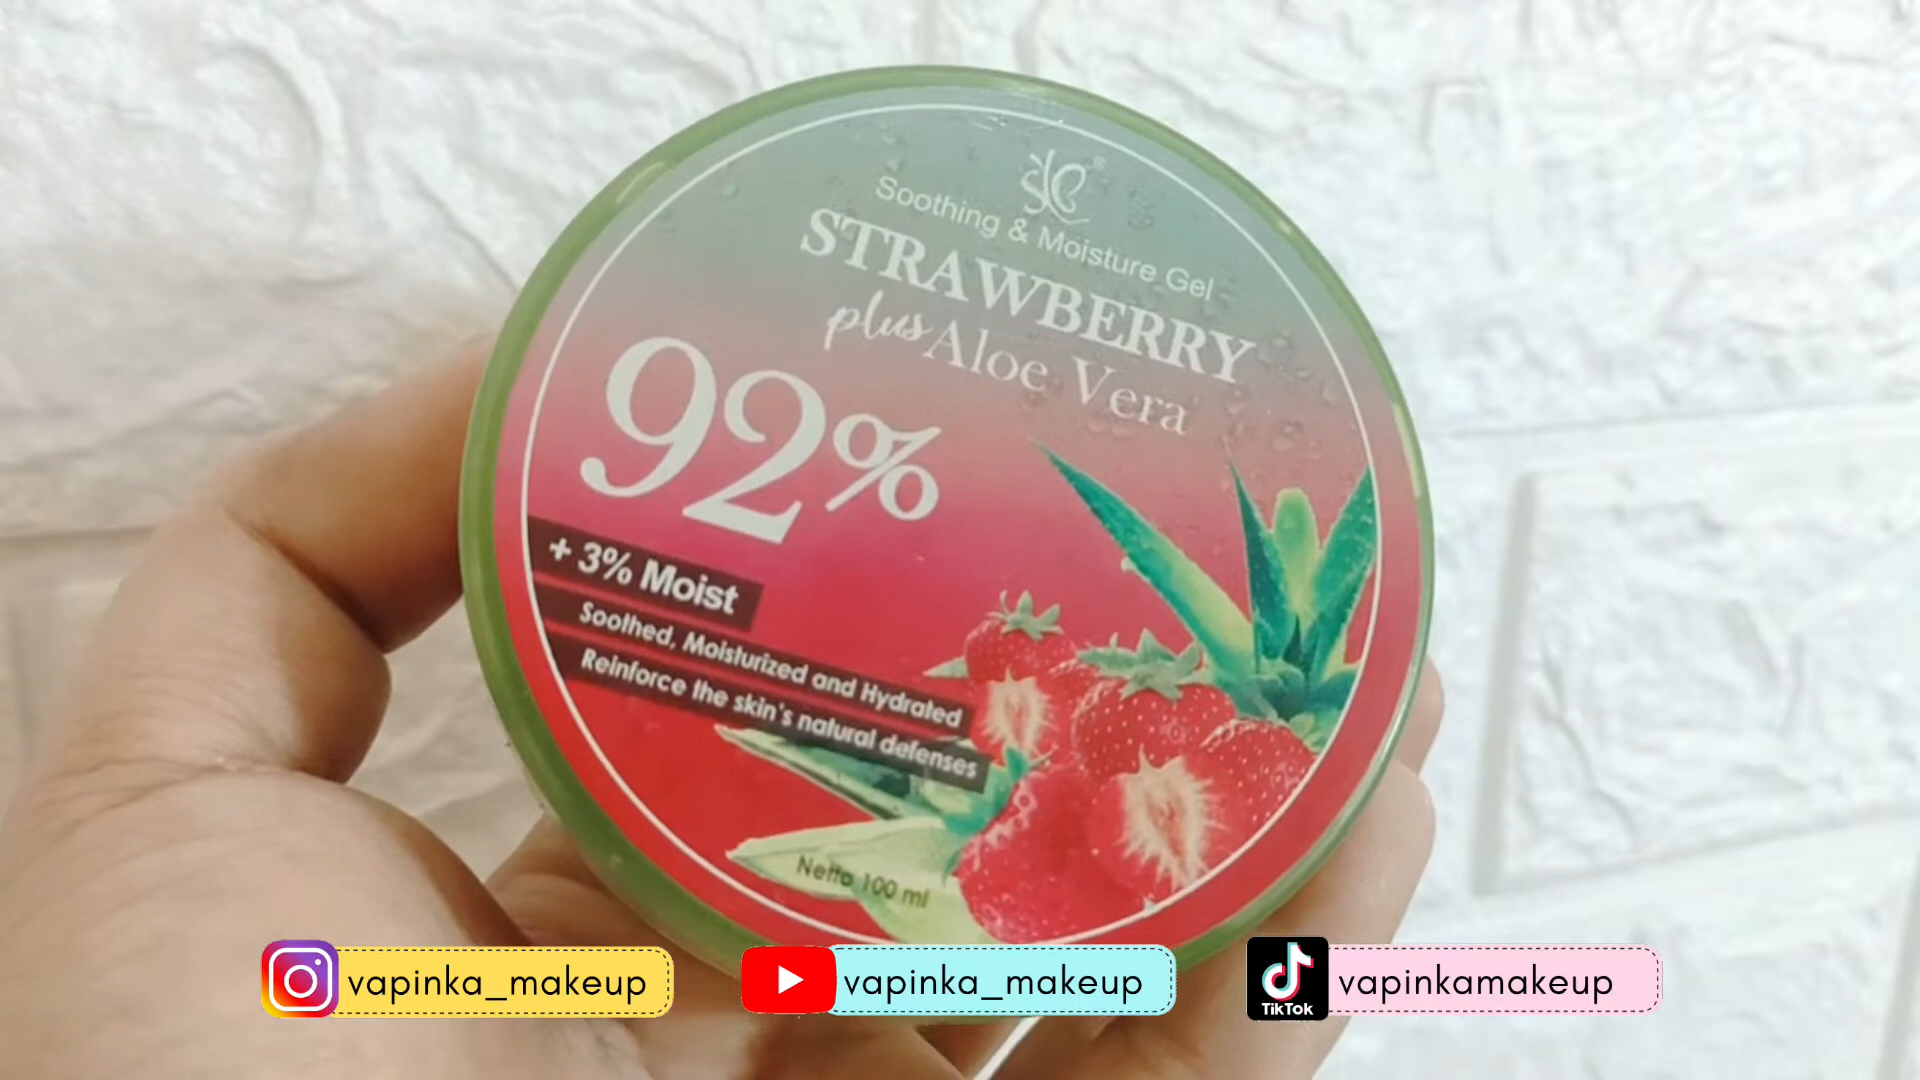 SYB®
Soothing & Moisture Gel
STRAWBERRY
plus Aloe Vera
92%
+ 3% Moist
Soothed, Moisturized and Hydrated
Reinforce the skin's natural defenses
Netto 100 ml
vapinka_makeup
vapinka_makeup
TikTok
vapinkamakeup